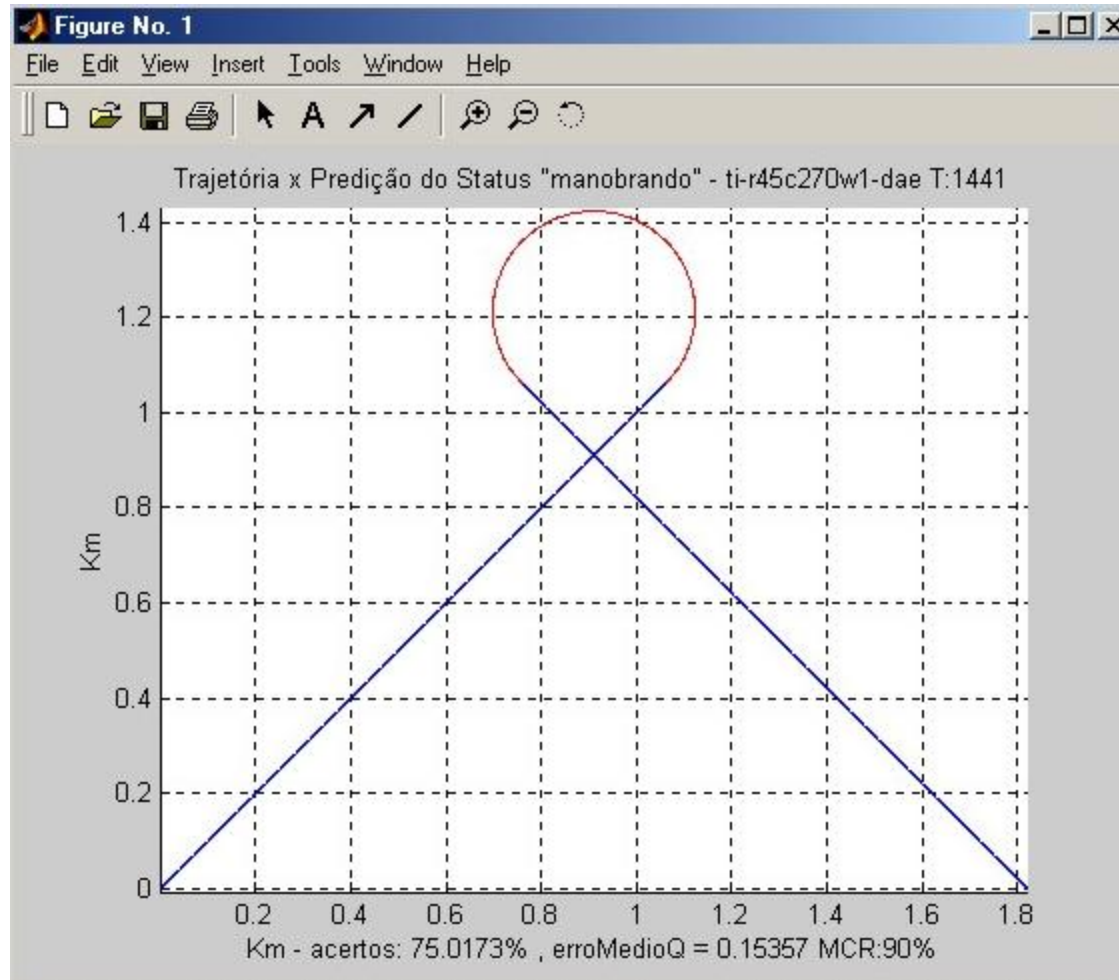 Figure No. 1
File Edit View Insert Tools Window Help
A
Trajetória x Predição do Status "manobrando" - ti-r45c270w1-dae T:1441
1.4
1.2
1
0.8
0.6
0.4
0.2
0
Km
0.2 0.4 0.6 0.8 1 1.2 1.4 1.6 1.8
Km - acertos: 75.0173% , erroMedioQ = 0.15357 MCR:90%